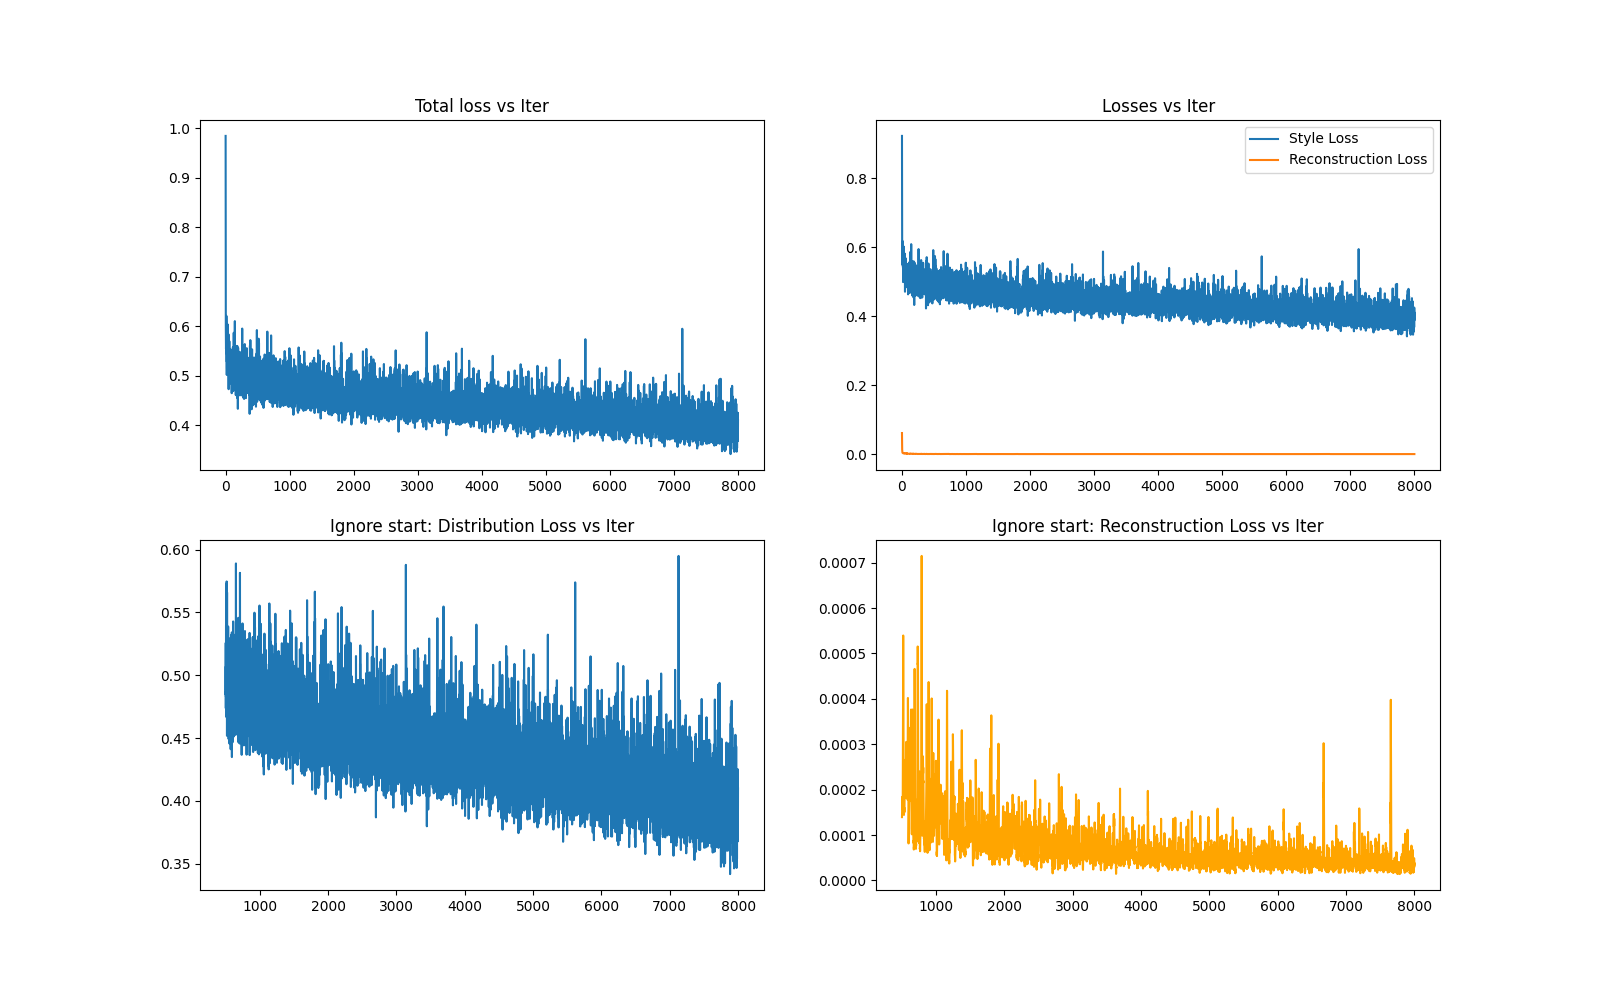 Total loss vs Iter
1.0
0.9
0.8
0.7
0.6
0.5
0.4
0 1000 2000 3000 4000 5000 6000 7000 8000
Losses vs Iter
Style Loss
Reconstruction Loss
0.8
0.6
0.4
0.2
0.0
0 1000 2000 3000 4000 5000 6000 7000 8000
Ignore start: Distribution Loss vs Iter
0.60
0.55
0.50
0.45
0.40
0.35
1000 2000 3000 4000 5000 6000 7000 8000
Ignore start: Reconstruction Loss vs Iter
0.0007
0.0006
0.0005
0.0004
0.0003
0.0002
0.0001
0.0000
1000 2000 3000 4000 5000 6000 7000 8000